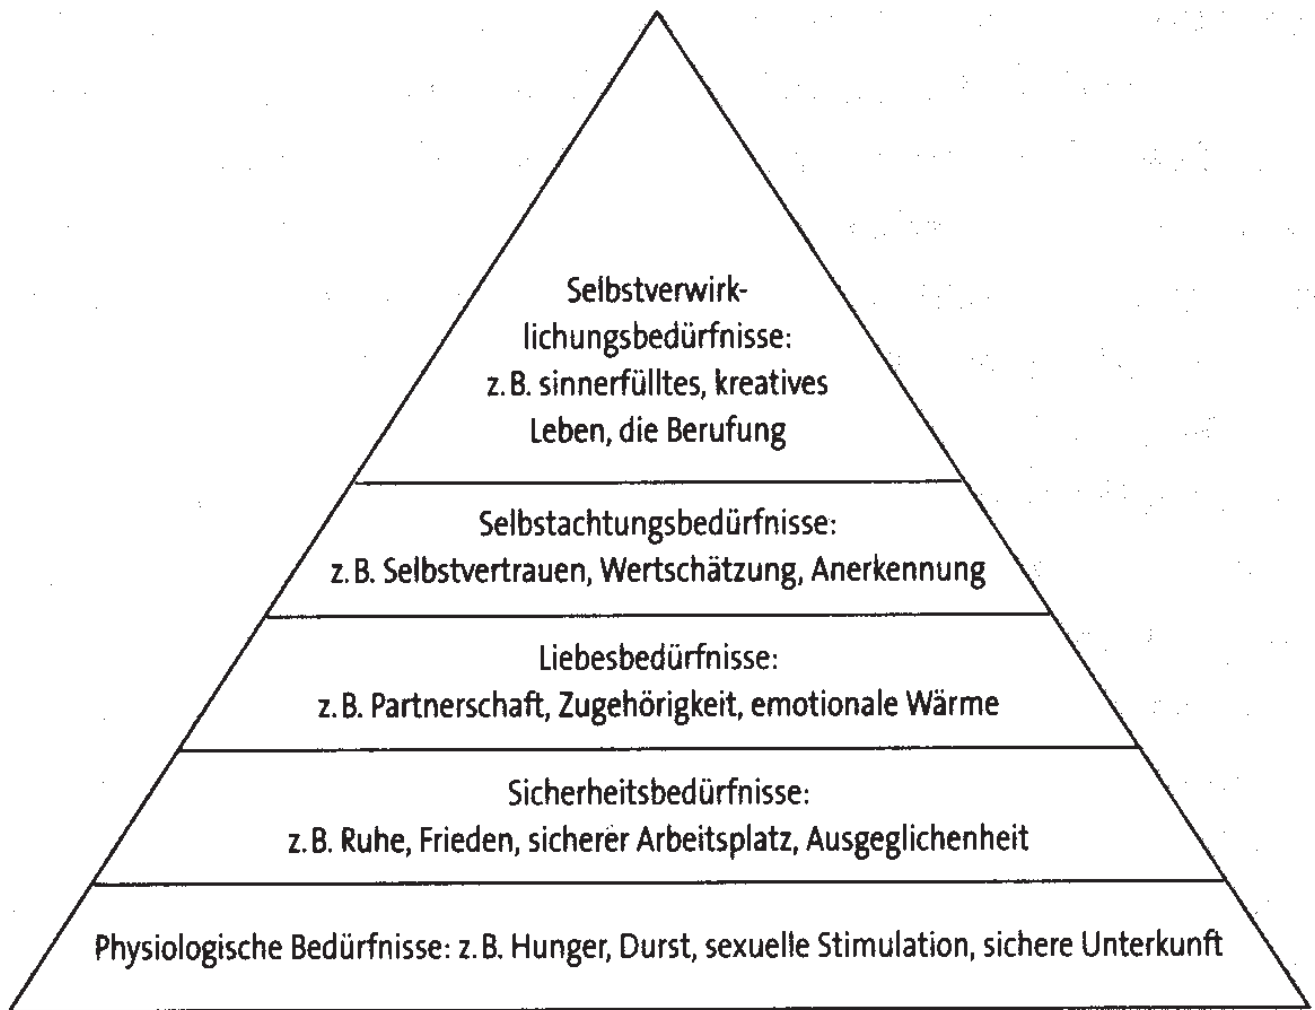 Selbstverwirk-
lichungsbedürfnisse:
z. B. sinnerfülltes, kreatives
Leben, die Berufung
Selbstachtungsbedürfnisse:
z. B. Selbstvertrauen, Wertschätzung, Anerkennung
Liebesbedürfnisse:
z. B. Partnerschaft, Zugehörigkeit, emotionale Wärme
Sicherheitsbedürfnisse:
z. B. Ruhe, Frieden, sicherer Arbeitsplatz, Ausgeglichenheit
Physiologische Bedürfnisse: z. B. Hunger, Durst, sexuelle Stimulation, sichere Unterkunft